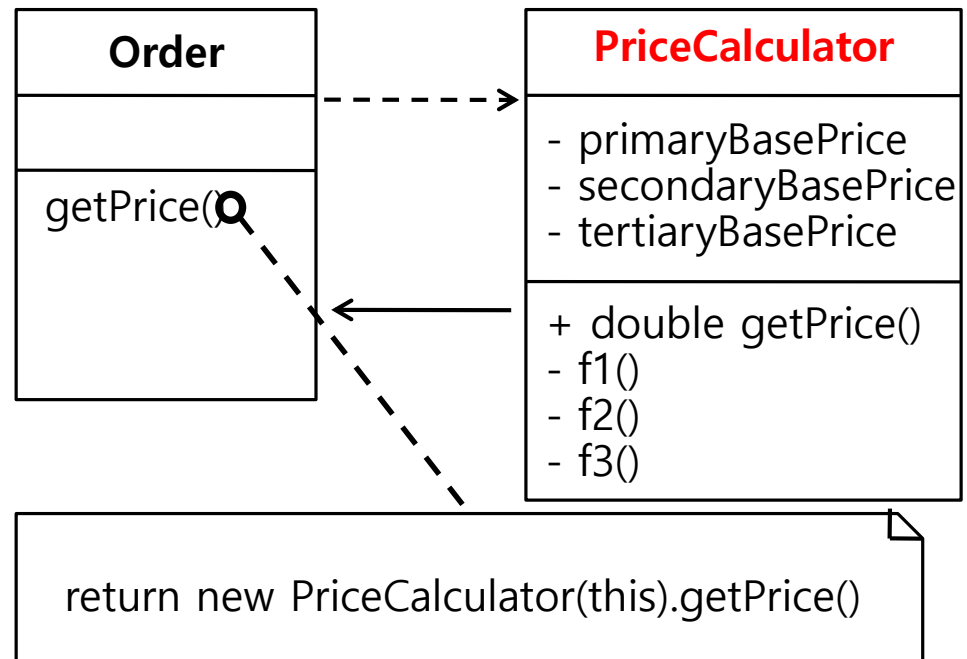 Order
getPrice()
PriceCalculator
- primaryBasePrice
- secondaryBasePrice
- tertiaryBasePrice
+ double getPrice()
- f1()
- f2()
- f3()
return new PriceCalculator(this).getPrice()